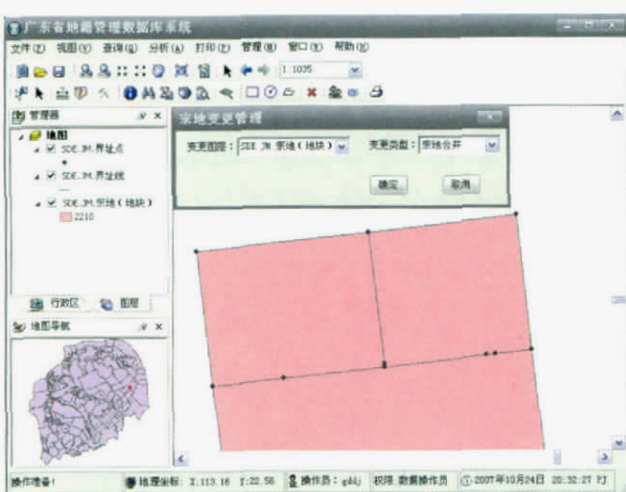 广东省地籍管理数据库系统
文件(F) 视图(V) 查询(Q) 分析(A) 打印(P) 管理(M) 窗口(W) 帮助(H)
1:1035
管理器
宗地变更管理
地图
变更图层: SDE.JM.宗地(地块) 变更类型: 宗地合并
SDE.JM.界址点
SDE.JM.界址线
确定 取消
SDE.JM.宗地(地块)
Z210
行政区 图层
地图导航
操作准备! 地理坐标: X,113.16 Y:22.56 操作员: gddj 权限 数据操作员 2007年10月24日 20:32:27